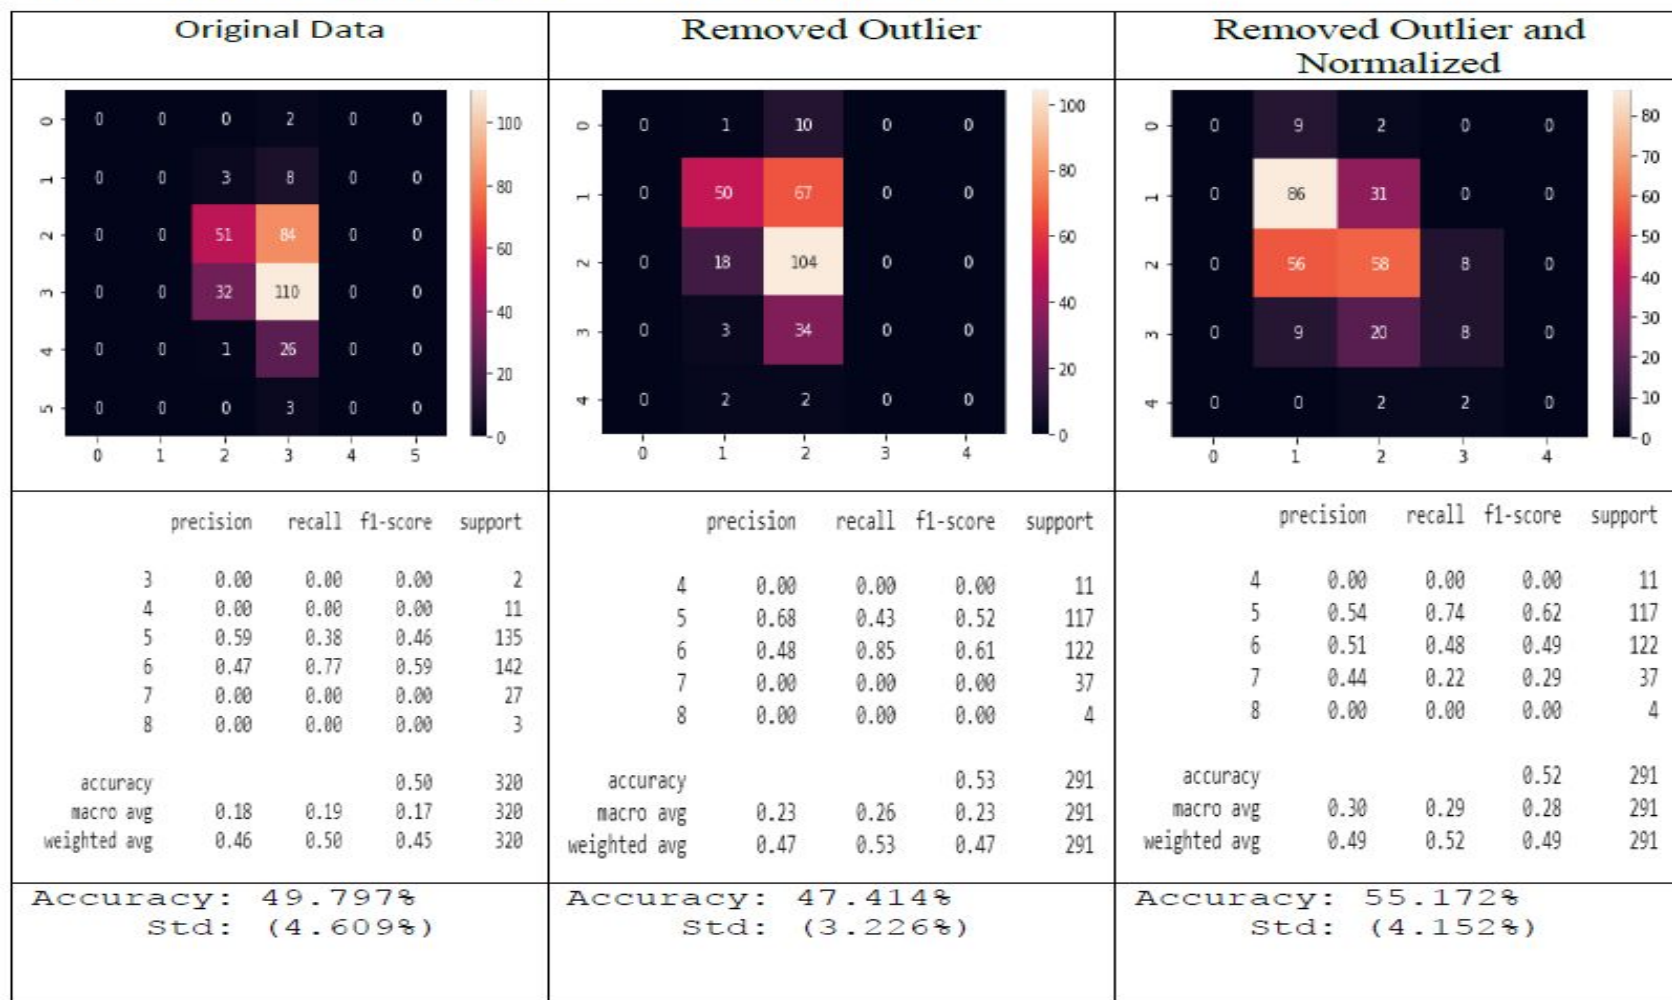 Original Data
Removed Outlier
Removed Outlier and
Normalized
0 0 0 0 2 0 0
1 0 0 3 8 0 0
2 0 0 51 84 0 0
3 0 0 32 110 0 0
4 0 0 1 26 0 0
5 0 0 0 3 0 0
0 1 2 3 4 5
100
80
60
40
20
0
0 0 1 10 0 0
1 0 50 67 0 0
2 0 18 104 0 0
3 0 3 34 0 0
4 0 2 2 0 0
0 1 2 3 4
100
80
60
40
20
0
0 0 9 2 0 0
1 0 86 31 0 0
2 0 56 58 8 0
3 0 9 20 8 0
4 0 0 2 2 0
0 1 2 3 4
80
70
60
50
40
30
20
10
0
precision recall f1-score support
3 0.00 0.00 0.00 2
4 0.00 0.00 0.00 11
5 0.59 0.38 0.46 135
6 0.47 0.77 0.59 142
7 0.00 0.00 0.00 27
8 0.00 0.00 0.00 3
accuracy 0.50 320
macro avg 0.18 0.19 0.17 320
weighted avg 0.46 0.50 0.45 320
precision recall f1-score support
4 0.00 0.00 0.00 11
5 0.68 0.43 0.52 117
6 0.48 0.85 0.61 122
7 0.00 0.00 0.00 37
8 0.00 0.00 0.00 4
accuracy 0.53 291
macro avg 0.23 0.26 0.23 291
weighted avg 0.47 0.53 0.47 291
precision recall f1-score support
4 0.00 0.00 0.00 11
5 0.54 0.74 0.62 117
6 0.51 0.48 0.49 122
7 0.44 0.22 0.29 37
8 0.00 0.00 0.00 4
accuracy 0.52 291
macro avg 0.30 0.29 0.28 291
weighted avg 0.49 0.52 0.49 291
Accuracy: 49.797%
Std: (4.609%)
Accuracy: 47.414%
Std: (3.226%)
Accuracy: 55.172%
Std: (4.152%)